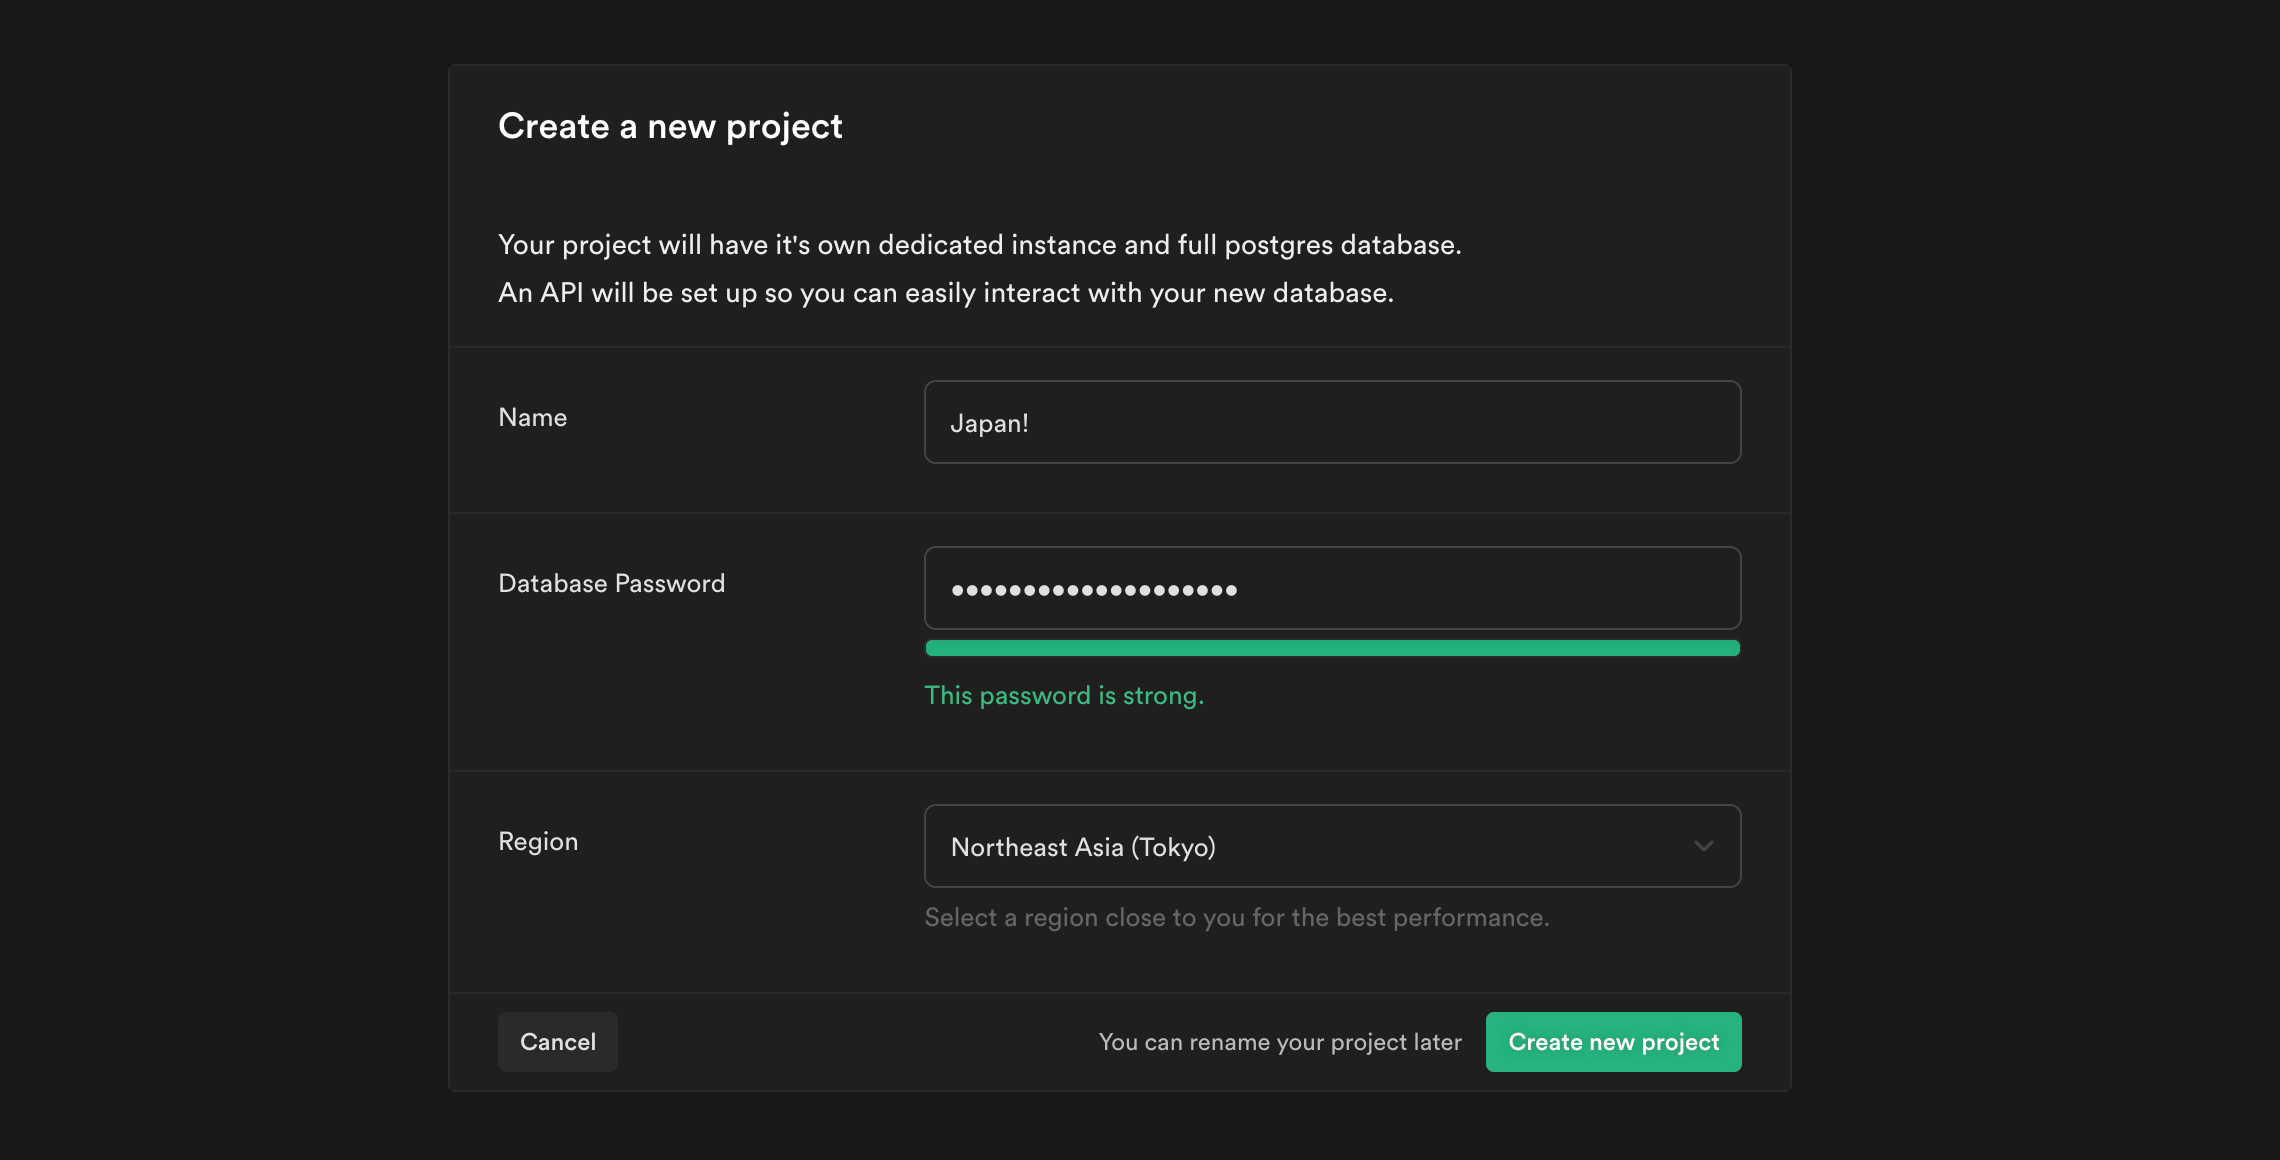 Create a new project
Your project will have it's own dedicated instance and full postgres database.
An API will be set up so you can easily interact with your new database.
Name
Japan!
Database Password
••••••••••••••••••••
This password is strong.
Region
Northeast Asia (Tokyo)
Select a region close to you for the best performance.
Cancel
You can rename your project later
Create new project